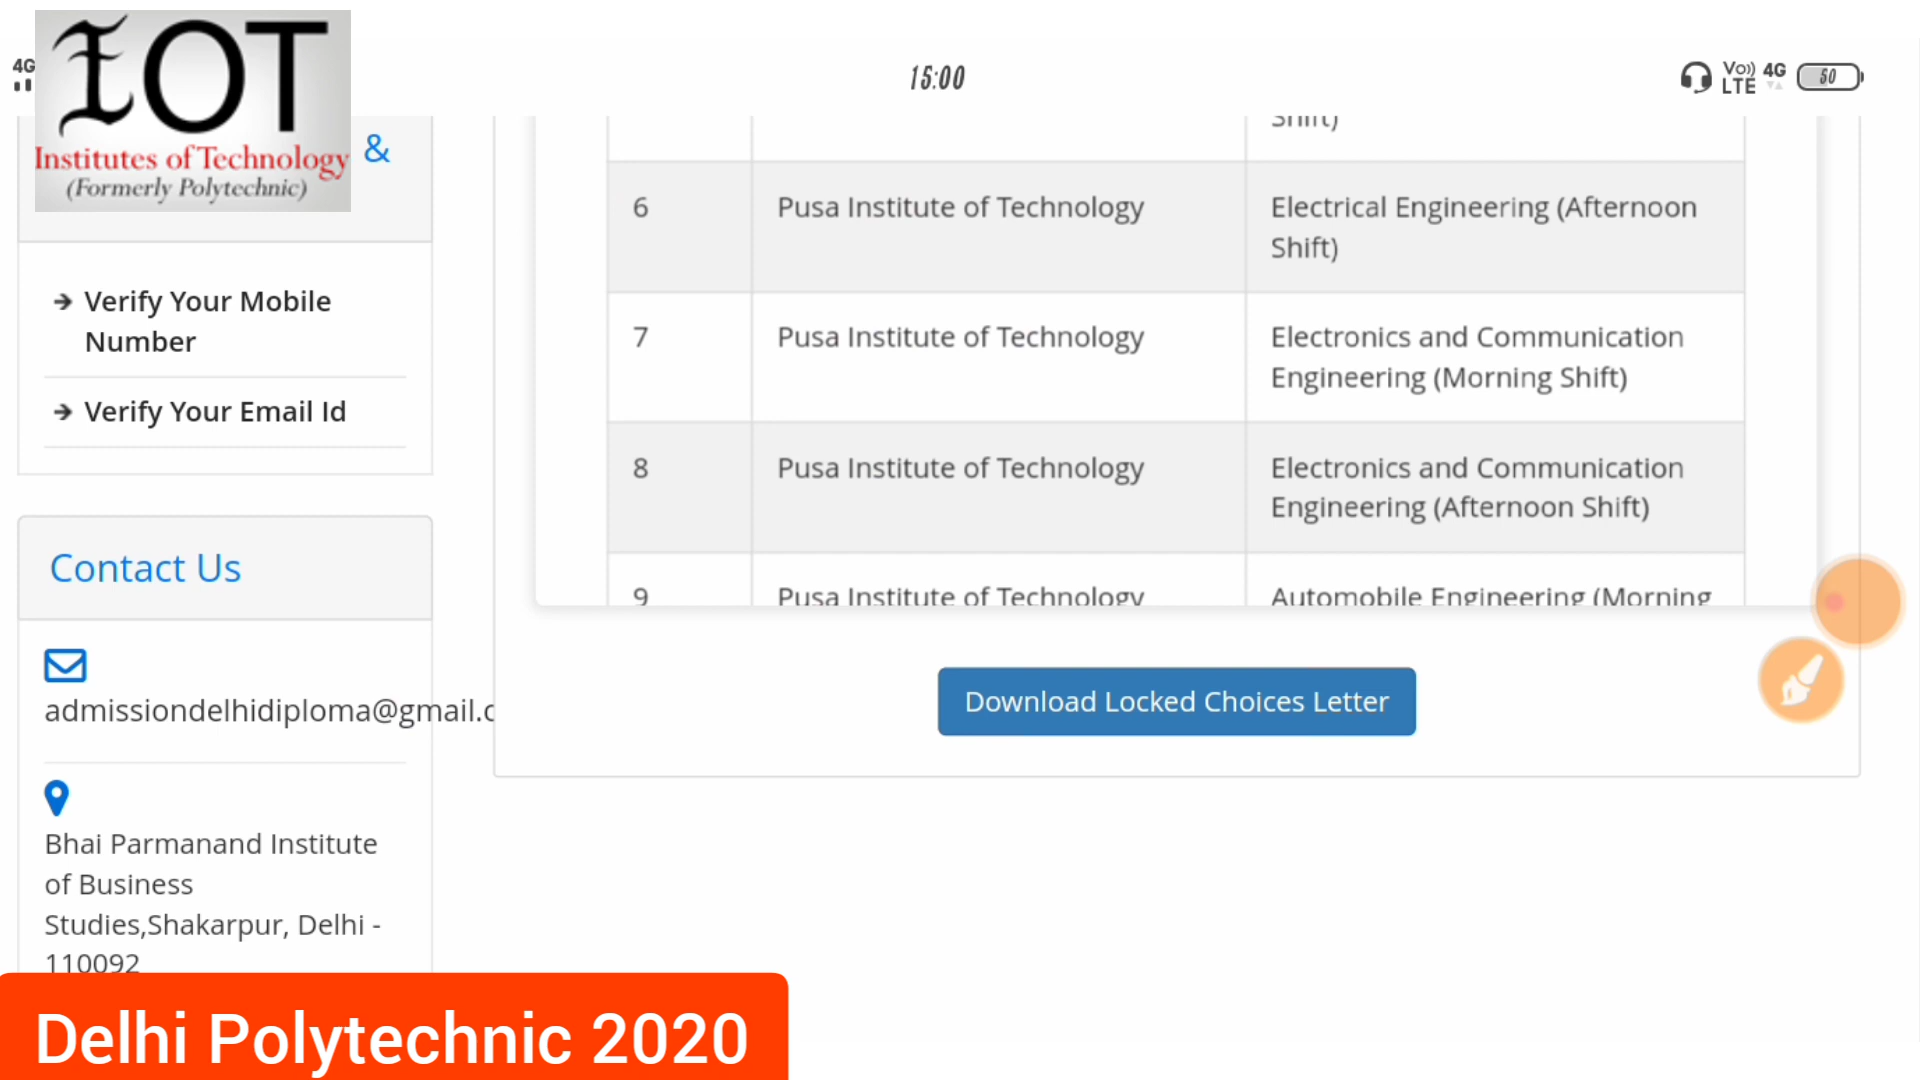 4G
15:00
Vo)) LTE 4G 50
IOT
Institutes of Technology
(Formerly Polytechnic)
&
Verify Your Mobile
Number
Verify Your Email Id
Contact Us
admissiondelhidiploma@gmail.c
Bhai Parmanand Institute
of Business
Studies,Shakarpur, Delhi -
110092
Shift)
6 Pusa Institute of Technology Electrical Engineering (Afternoon
Shift)
7 Pusa Institute of Technology Electronics and Communication
Engineering (Morning Shift)
8 Pusa Institute of Technology Electronics and Communication
Engineering (Afternoon Shift)
9 Pusa Institute of Technology Automobile Engineering (Morning
Download Locked Choices Letter
Delhi Polytechnic 2020